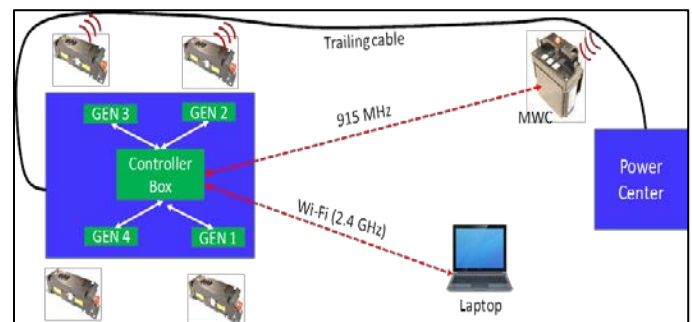 Trailing cable
GEN 3
GEN 2
915 MHz
MWC
Controller
Box
Power
Center
Wi-Fi (2.4 GHz)
GEN 4
GEN 1
Laptop